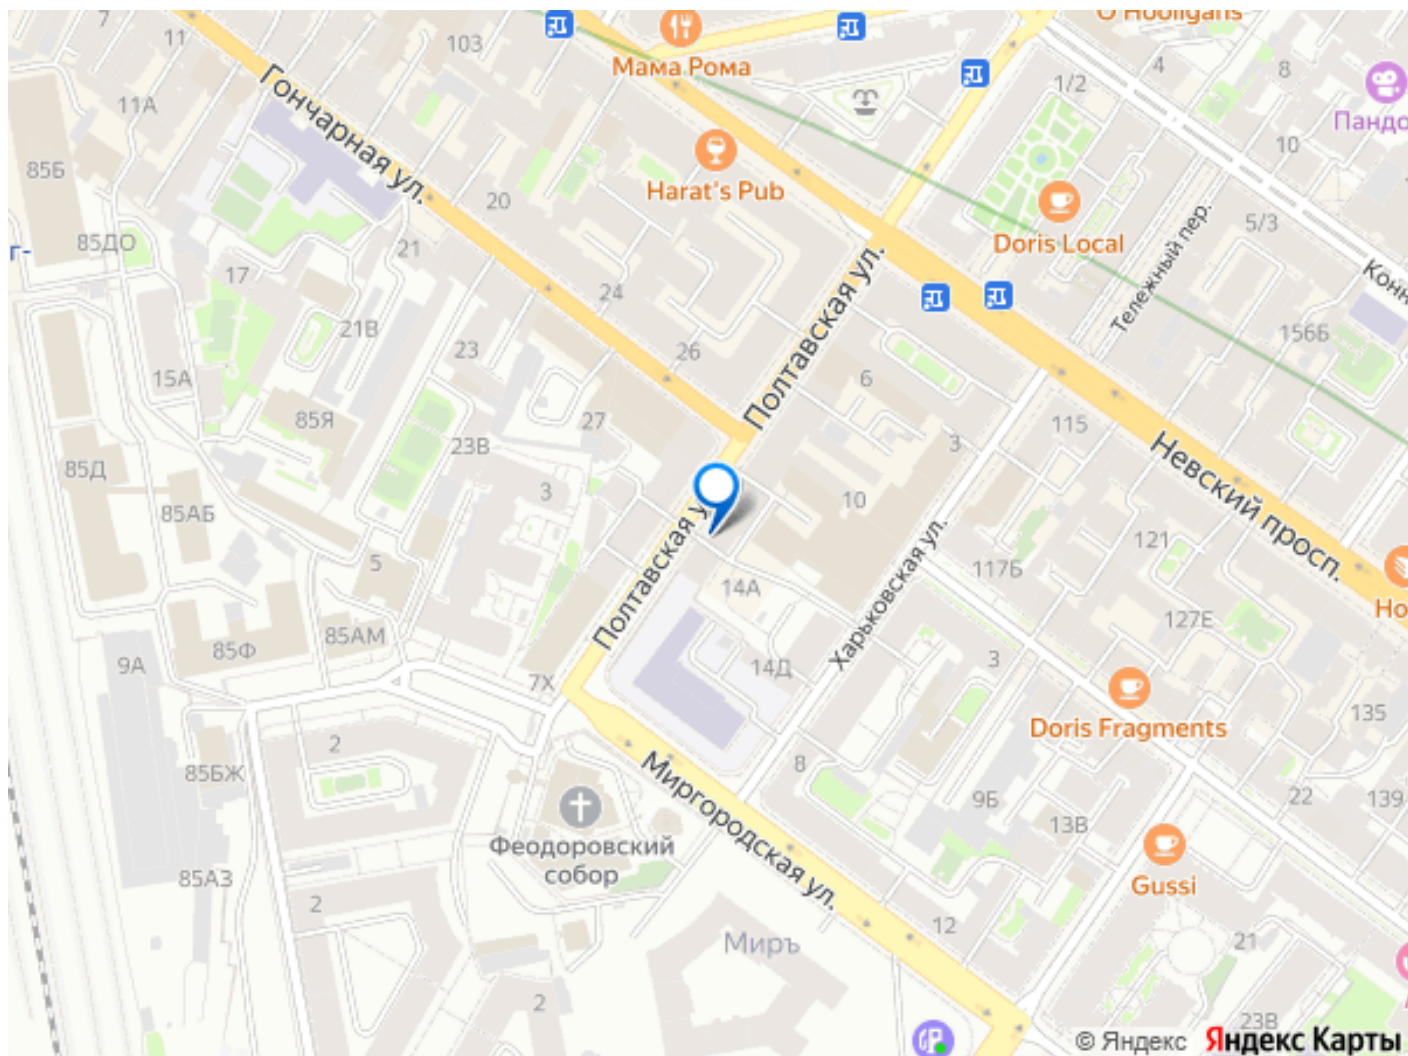 O'Hooligans
7
11
103
Мама Рома
4
8
1/2
Пандо
11А
Гончарная ул.
10
85Б
Harat's Pub
20
Тележный пер.
5/3
Doris Local
85ДО
г-
21
17
Полтавская ул.
Конн
24
21В
156Б
23
26
15А
6
85Я
27
3
115
23В
85Д
Невский просп.
3
10
85АБ
Полтавская у
Харьковская ул.
121
5
117Б
14А
Но
127Е
85АМ
85Ф
9А
14Д
3
7Х
Doris Fragments
135
2
Миргородская ул.
8
85БЖ
9Б
22
139
13В
Феодоровский
собор
85АЗ
Gussi
2
12
Миръ
21
2
23В
© Яндекс Яндекс Карты